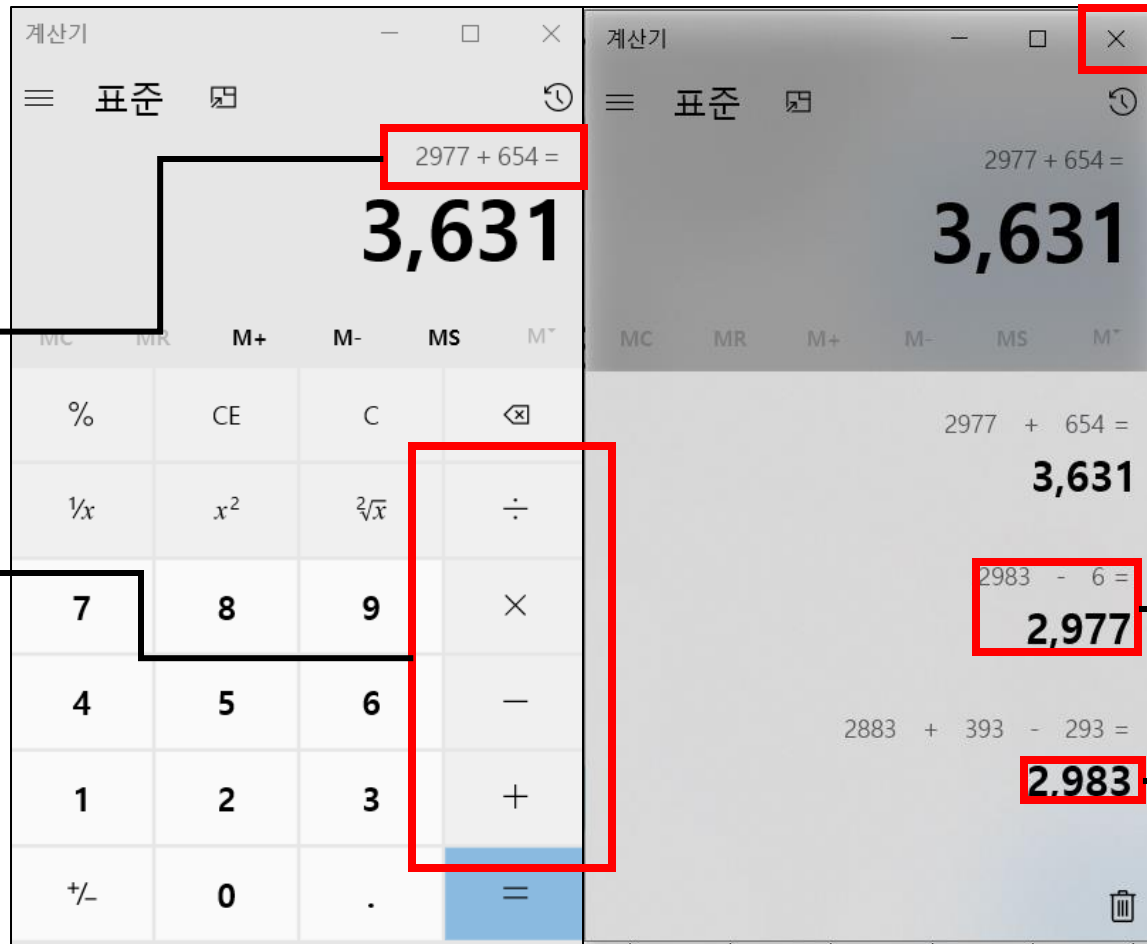 계산기
표준
2977 + 654 =
3,631
MC MR M+ M- MS M˅
% CE C
¹/x x² ²√x ÷
7 8 9 ×
4 5 6 −
1 2 3 +
+/− 0 . =
계산기
표준
2977 + 654 =
3,631
MC MR M+ M- MS M˅
2977 + 654 =
3,631
2983 - 6 =
2,977
2883 + 393 - 293 =
2,983